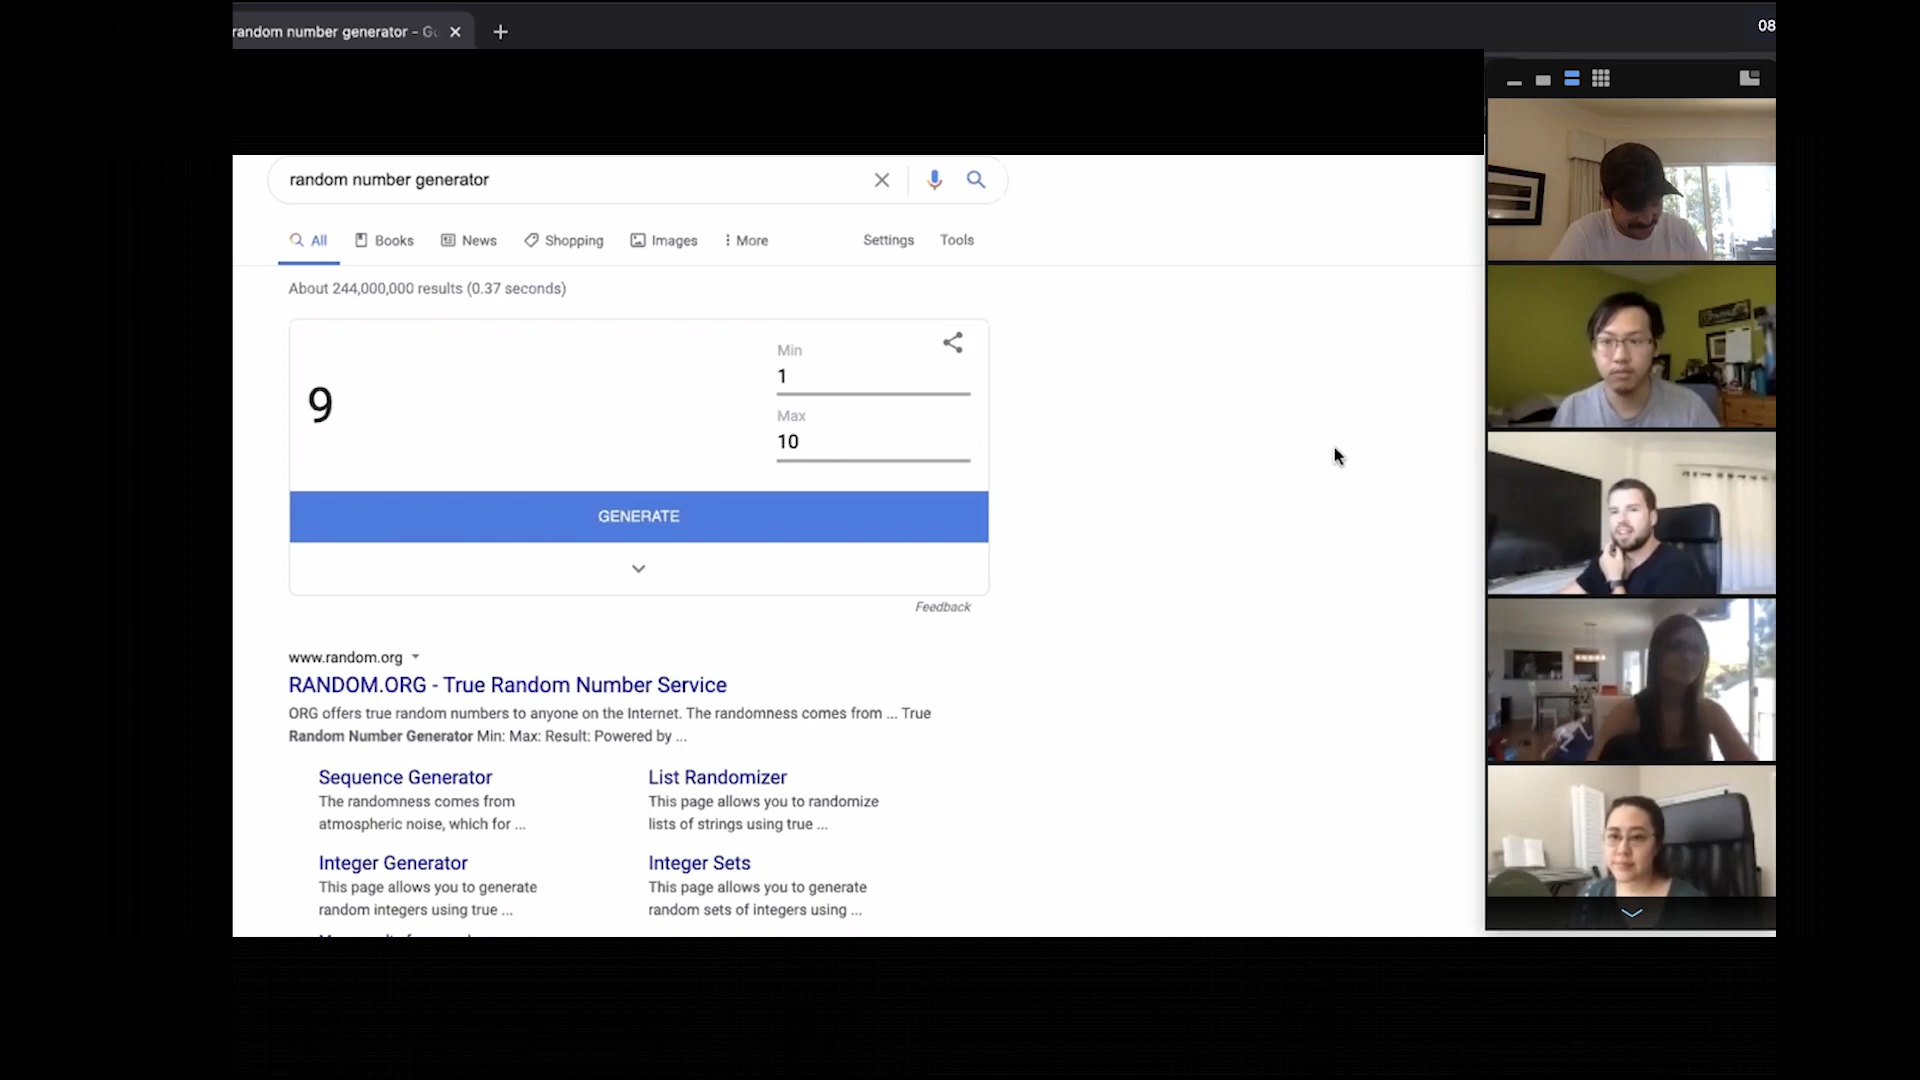 random number generator - Go
08
random number generator
All Books News Shopping Images More Settings Tools
About 244,000,000 results (0.37 seconds)
Min
1
9
Max
10
GENERATE
Feedback
www.random.org
RANDOM.ORG - True Random Number Service
ORG offers true random numbers to anyone on the Internet. The randomness comes from ... True
Random Number Generator Min: Max: Result: Powered by ...
Sequence Generator
The randomness comes from
atmospheric noise, which for ...
List Randomizer
This page allows you to randomize
lists of strings using true ...
Integer Generator
This page allows you to generate
random integers using true ...
Integer Sets
This page allows you to generate
random sets of integers using ...